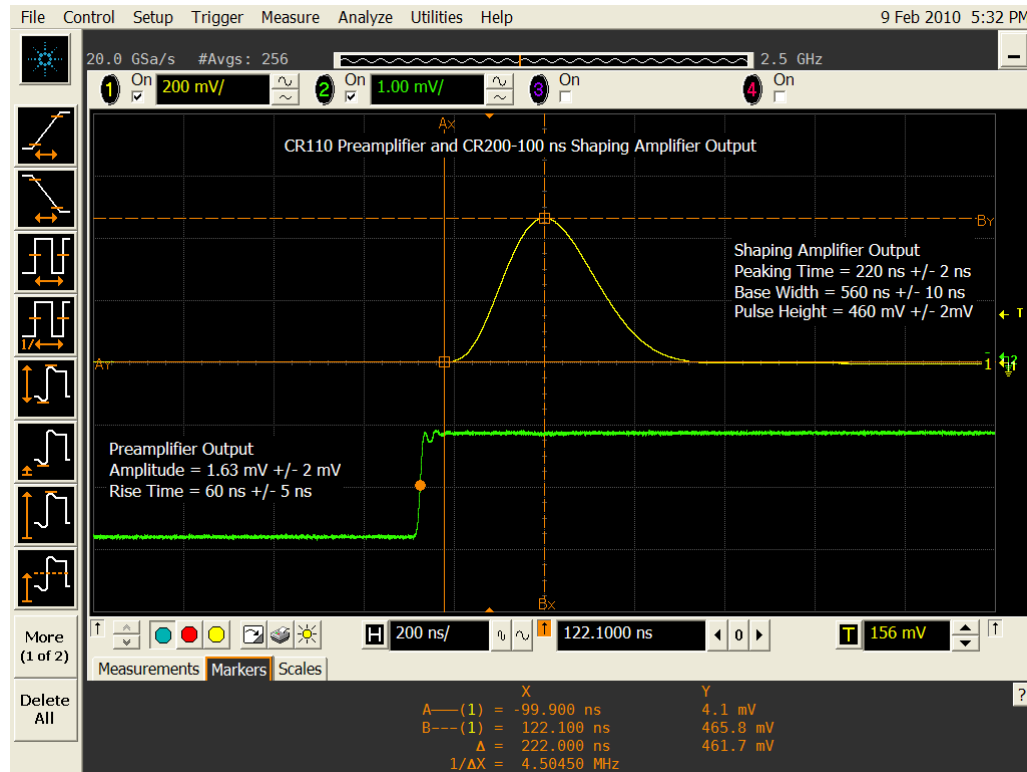 File Control Setup Trigger Measure Analyze Utilities Help 9 Feb 2010 5:32 PM
20.0 GSa/s #Avgs: 256 2.5 GHz
1 On 200 mV/ 2 On 1.00 mV/ 3 On 4 On
Ax
CR110 Preamplifier and CR200-100 ns Shaping Amplifier Output
By
Shaping Amplifier Output
Peaking Time = 220 ns +/- 2 ns
Base Width = 560 ns +/- 10 ns
Pulse Height = 460 mV +/- 2mV
T
1/
Ay
1
Preamplifier Output
Amplitude = 1.63 mV +/- 2 mV
Rise Time = 60 ns +/- 5 ns
Bx
More
(1 of 2)
H 200 ns/ 122.1000 ns 0 T 156 mV
Measurements Markers Scales
Delete
All
?
X Y
A——(1) = -99.900 ns 4.1 mV
B---(1) = 122.100 ns 465.8 mV
Δ = 222.000 ns 461.7 mV
1/ΔX = 4.50450 MHz